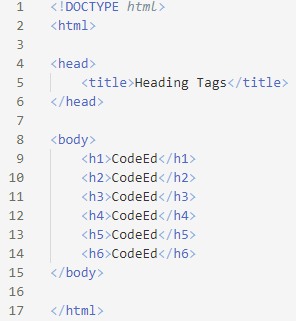 1 <!DOCTYPE html>
2 <html>
3
4 <head>
5 <title>Heading Tags</title>
6 </head>
7
8 <body>
9 <h1>CodeEd</h1>
10 <h2>CodeEd</h2>
11 <h3>CodeEd</h3>
12 <h4>CodeEd</h4>
13 <h5>CodeEd</h5>
14 <h6>CodeEd</h6>
15 </body>
16
17 </html>